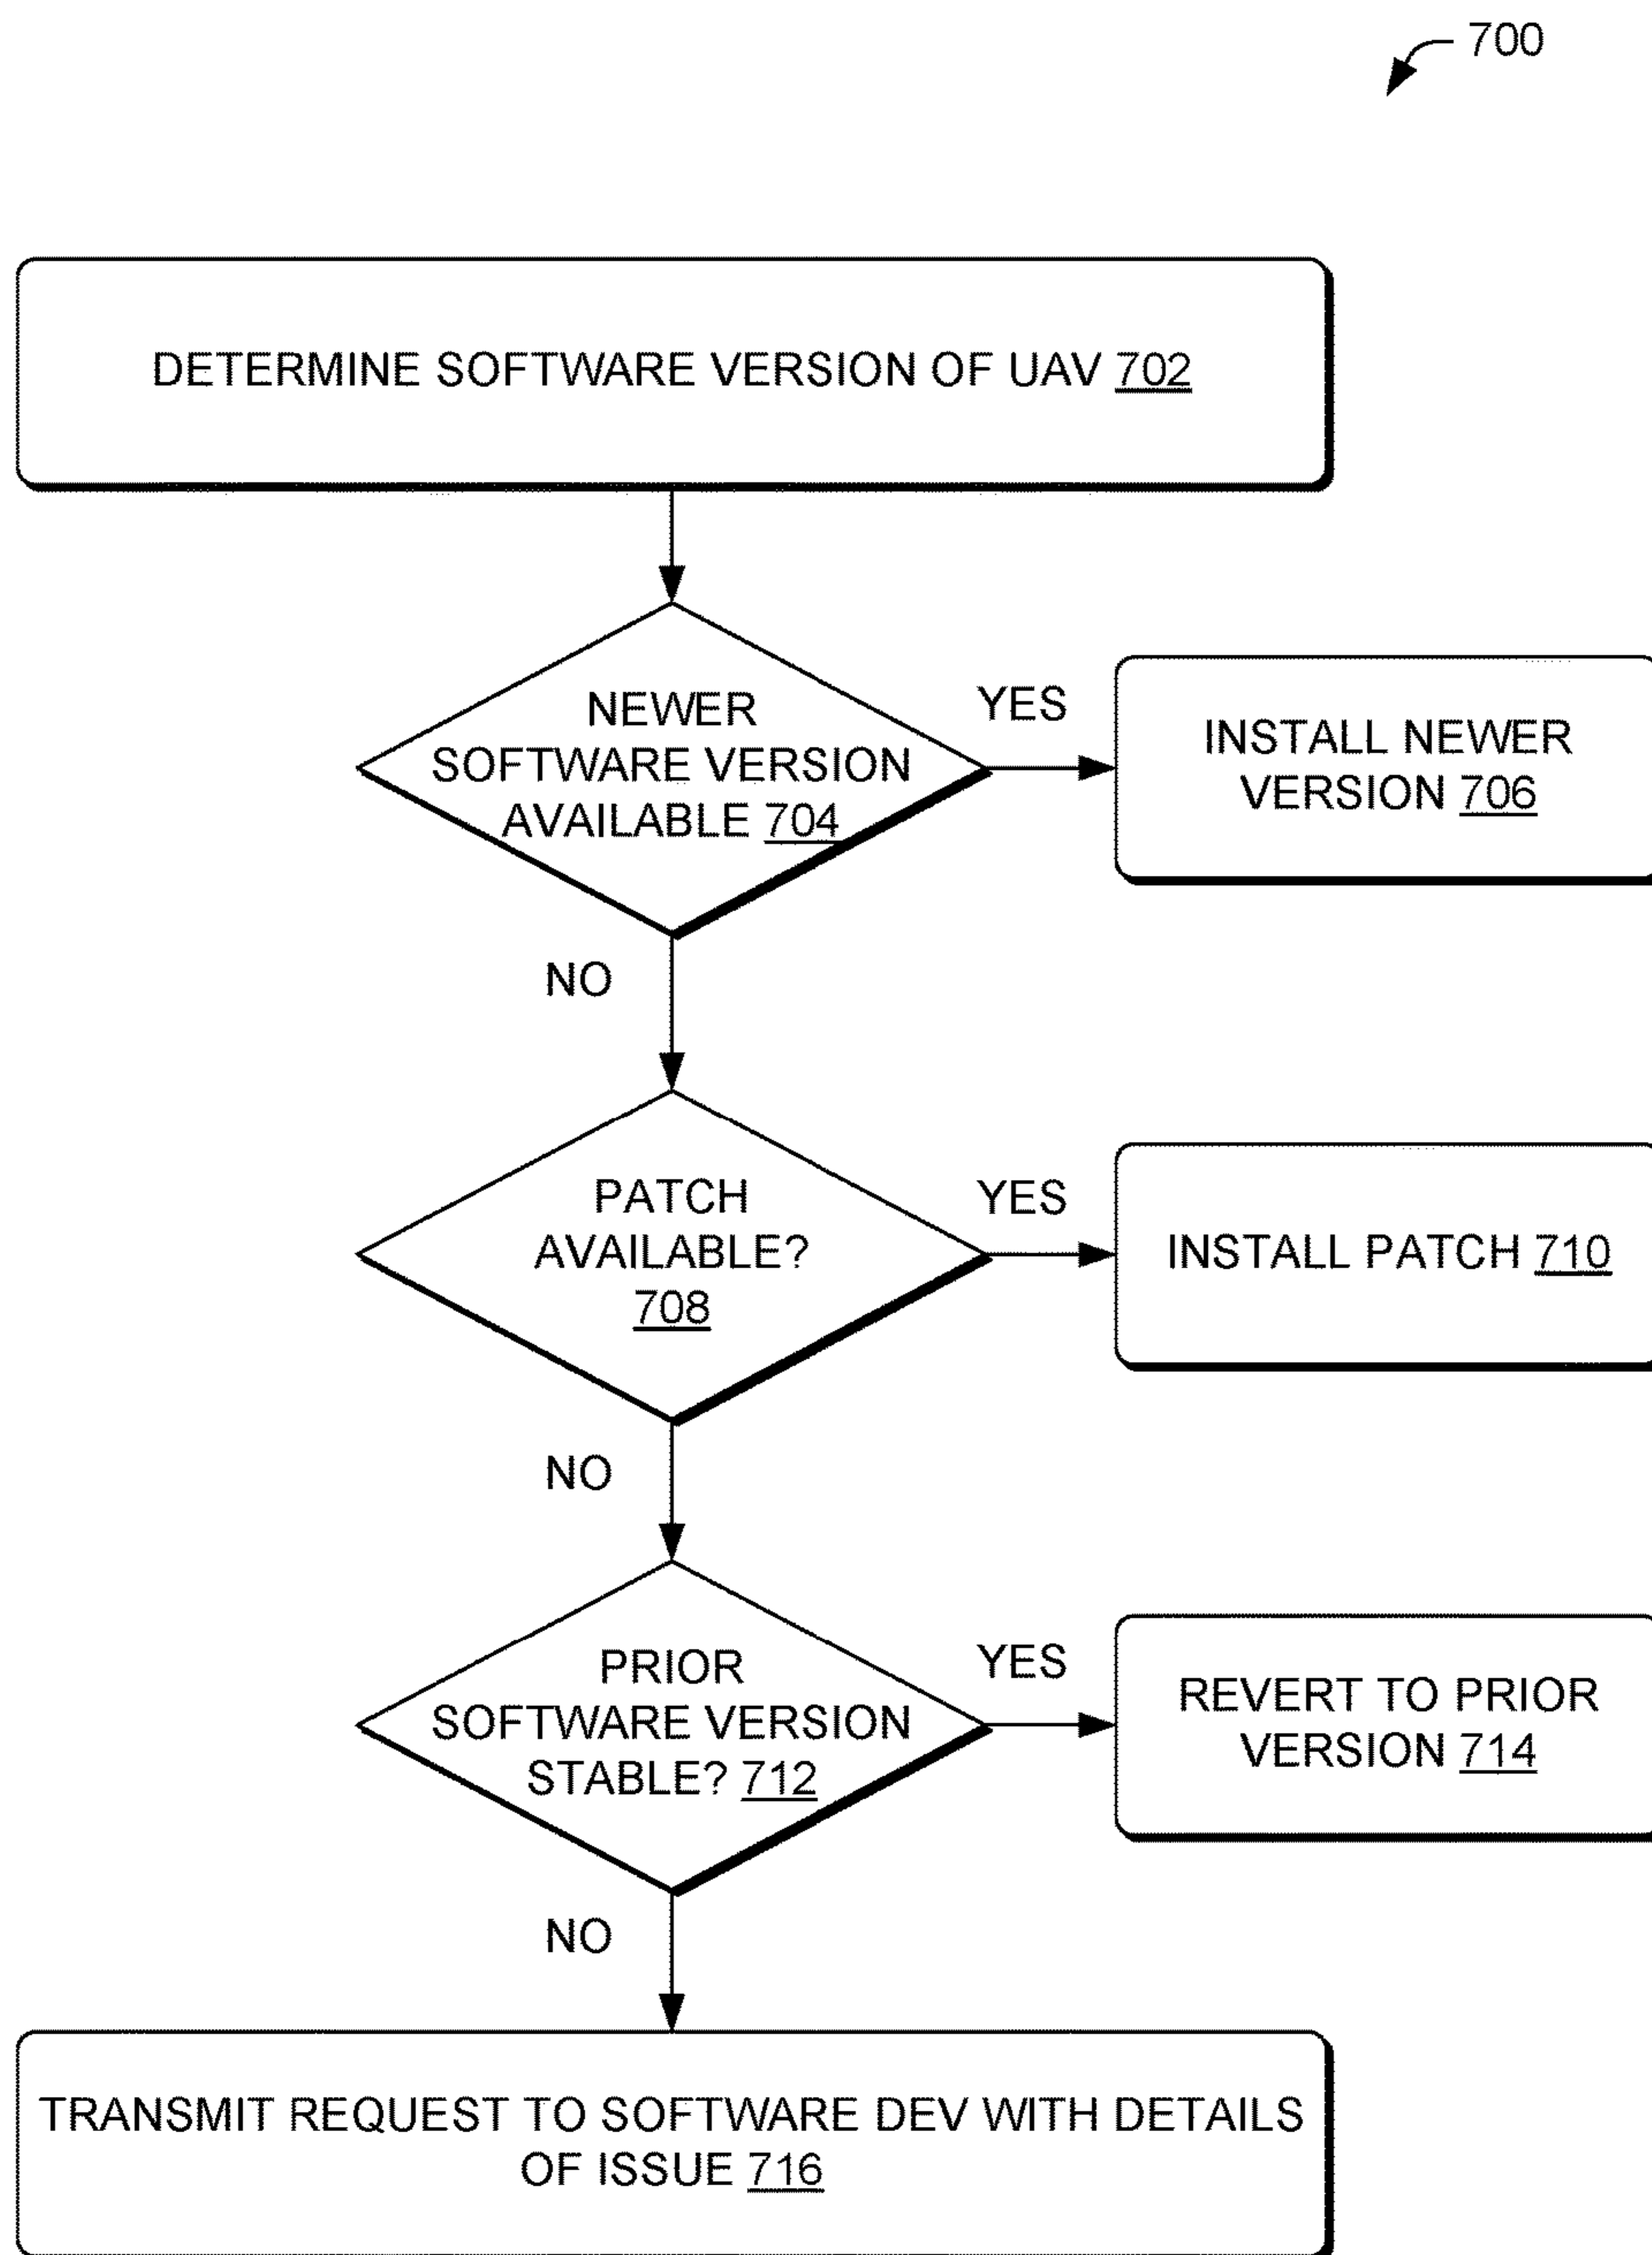 700
DETERMINE SOFTWARE VERSION OF UAV 702
NEWER
SOFTWARE VERSION
AVAILABLE 704
YES
INSTALL NEWER
VERSION 706
NO
PATCH
AVAILABLE?
708
YES
INSTALL PATCH 710
NO
PRIOR
SOFTWARE VERSION
STABLE? 712
YES
REVERT TO PRIOR
VERSION 714
NO
TRANSMIT REQUEST TO SOFTWARE DEV WITH DETAILS
OF ISSUE 716